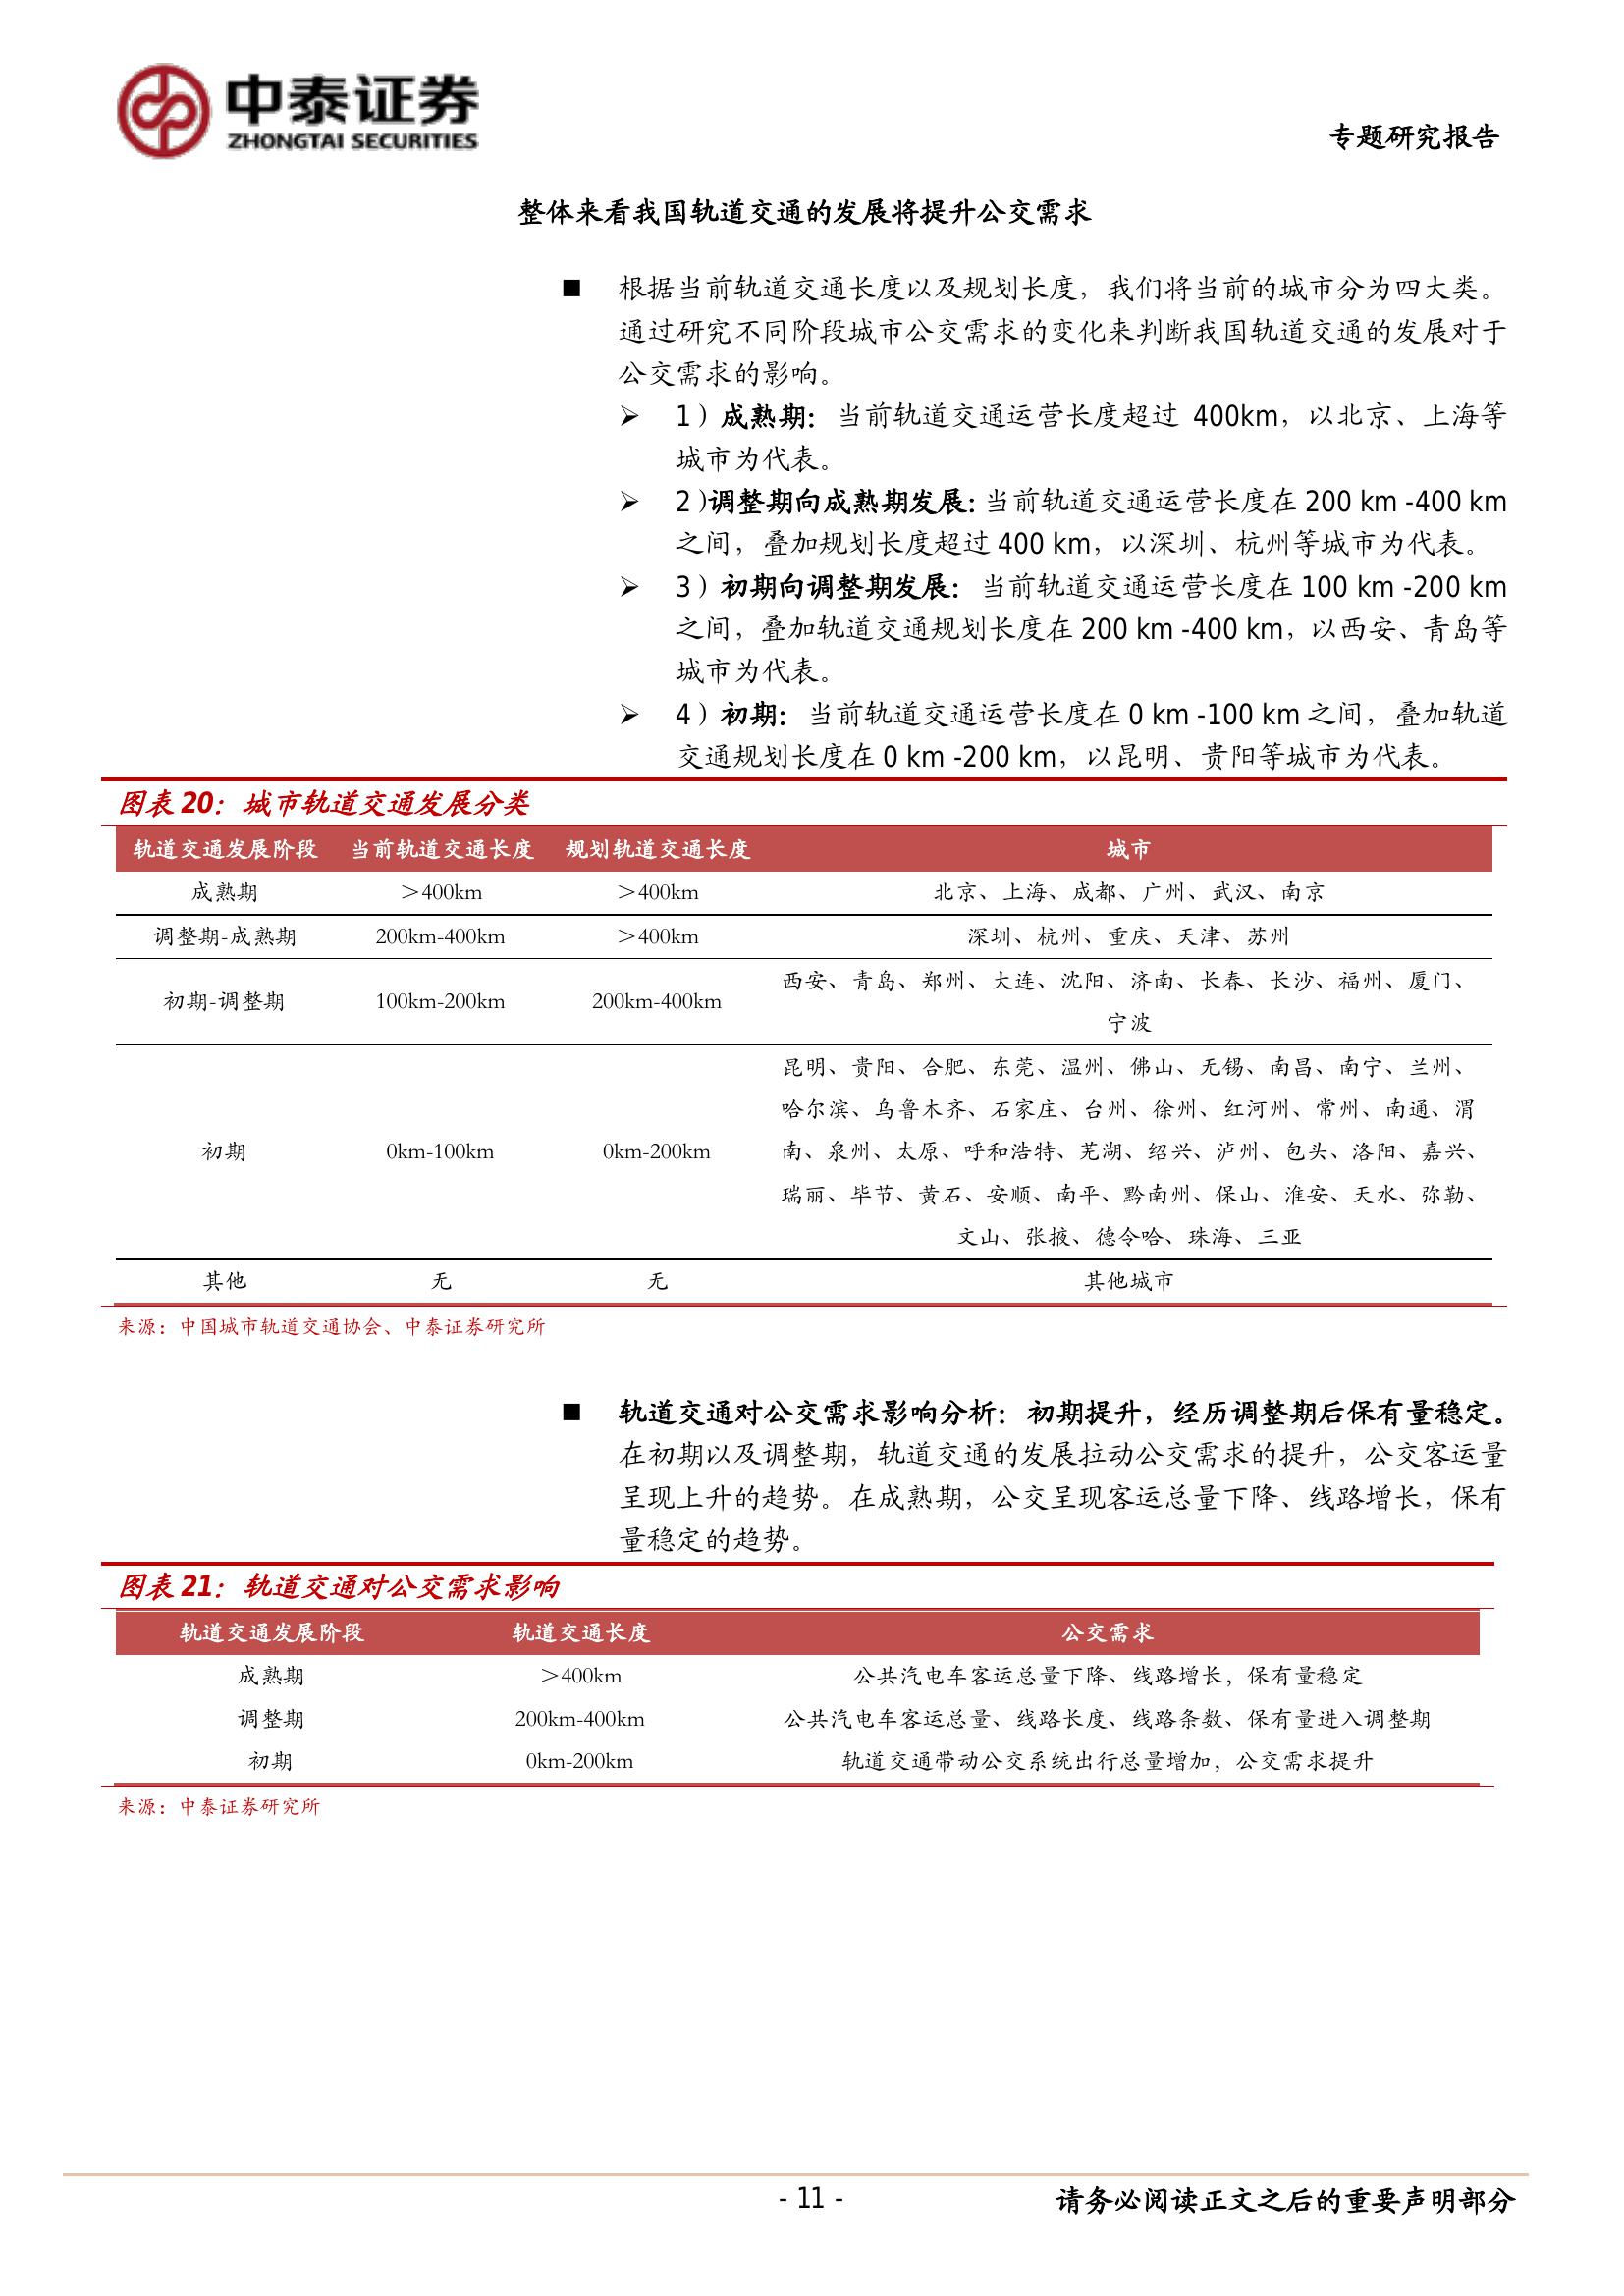 中泰证券
ZHONGTAI SECURITIES
专题研究报告
整体来看我国轨道交通的发展将提升公交需求
■ 根据当前轨道交通长度以及规划长度，我们将当前的城市分为四大类。
通过研究不同阶段城市公交需求的变化来判断我国轨道交通的发展对于
公交需求的影响。
➢ 1）成熟期：当前轨道交通运营长度超过 400km，以北京、上海等
城市为代表。
➢ 2）调整期向成熟期发展：当前轨道交通运营长度在 200 km -400 km
之间，叠加规划长度超过 400 km，以深圳、杭州等城市为代表。
➢ 3）初期向调整期发展：当前轨道交通运营长度在 100 km -200 km
之间，叠加轨道交通规划长度在 200 km -400 km，以西安、青岛等
城市为代表。
➢ 4）初期：当前轨道交通运营长度在 0 km -100 km 之间，叠加轨道
交通规划长度在 0 km -200 km，以昆明、贵阳等城市为代表。
图表 20：城市轨道交通发展分类
轨道交通发展阶段 当前轨道交通长度 规划轨道交通长度 城市
成熟期 ＞400km ＞400km 北京、上海、成都、广州、武汉、南京
调整期-成熟期 200km-400km ＞400km 深圳、杭州、重庆、天津、苏州
初期-调整期 100km-200km 200km-400km 西安、青岛、郑州、大连、沈阳、济南、长春、长沙、福州、厦门、
宁波
初期 0km-100km 0km-200km 昆明、贵阳、合肥、东莞、温州、佛山、无锡、南昌、南宁、兰州、
哈尔滨、乌鲁木齐、石家庄、台州、徐州、红河州、常州、南通、渭
南、泉州、太原、呼和浩特、芜湖、绍兴、泸州、包头、洛阳、嘉兴、
瑞丽、毕节、黄石、安顺、南平、黔南州、保山、淮安、天水、弥勒、
文山、张掖、德令哈、珠海、三亚
其他 无 无 其他城市
来源：中国城市轨道交通协会、中泰证券研究所
■ 轨道交通对公交需求影响分析：初期提升，经历调整期后保有量稳定。
在初期以及调整期，轨道交通的发展拉动公交需求的提升，公交客运量
呈现上升的趋势。在成熟期，公交呈现客运总量下降、线路增长，保有
量稳定的趋势。
图表 21：轨道交通对公交需求影响
轨道交通发展阶段 轨道交通长度 公交需求
成熟期 ＞400km 公共汽电车客运总量下降、线路增长，保有量稳定
调整期 200km-400km 公共汽电车客运总量、线路长度、线路条数、保有量进入调整期
初期 0km-200km 轨道交通带动公交系统出行总量增加，公交需求提升
来源：中泰证券研究所
- 11 -
请务必阅读正文之后的重要声明部分